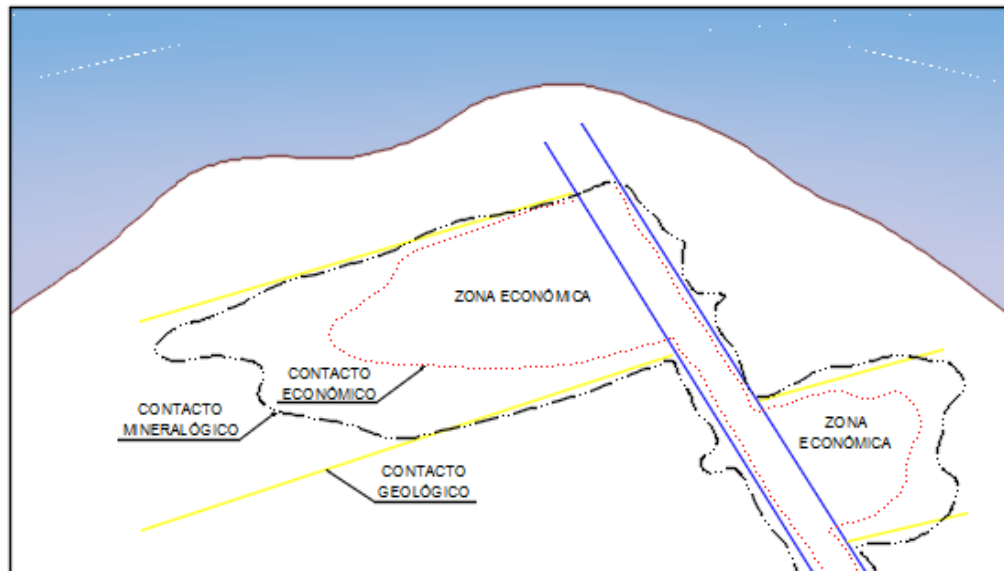 ZONA ECONÓMICA
CONTACTO
ECONÓMICO
CONTACTO
MINERALÓGICO
ZONA
ECONÓMICA
CONTACTO
GEOLÓGICO